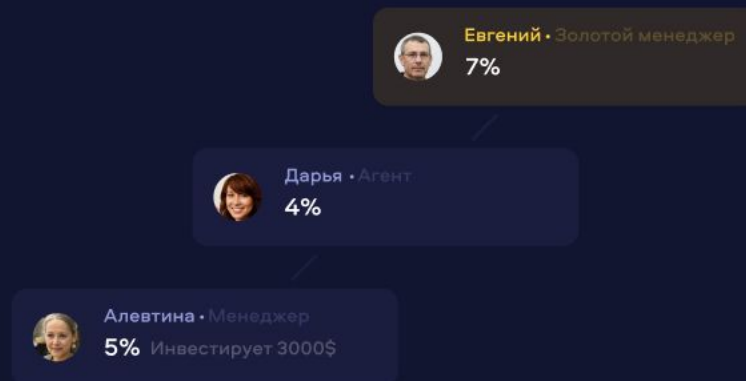 Евгений • Золотой менеджер
7%
Дарья • Агент
4%
Алевтина • Менеджер
5% Инвестирует 3000$